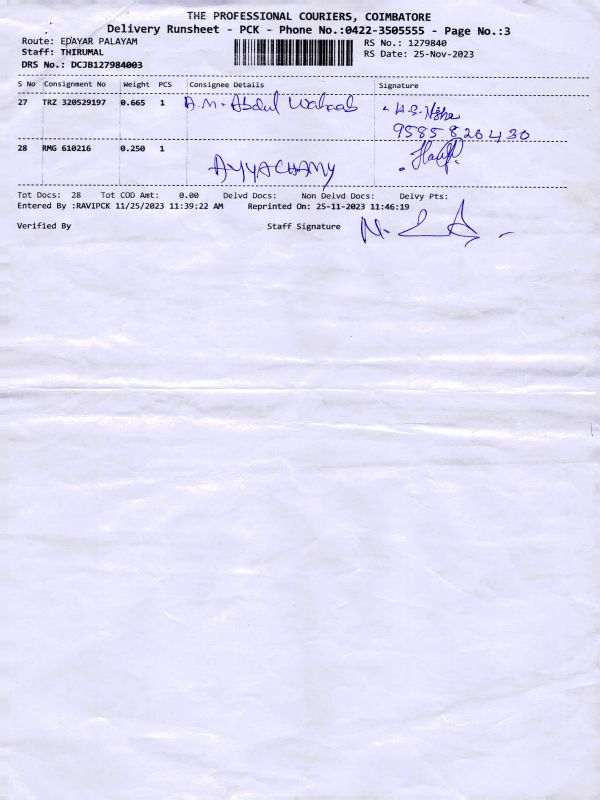 THE PROFESSIONAL COURIERS, COIMBATORE
Delivery Runsheet - PCK - Phone No.:0422-3505555 - Page No.:3
Route: EDAYAR PALAYAM
RS No.: 1279840
Staff: THIRUMAL
RS Date: 25-Nov-2023
DRS No.: DCJB127984003
S No Consignment No Weight PCS Consignee Details Signature
27 TRZ 320529197 0.665 1 A.M. Abdul Wahab
9585826430
28 RMG 610216 0.250 1
AYYACHAMY
Tot Docs: 28 Tot COD Amt: 0.00 Delvd Docs: Non Delvd Docs: Delvy Pts:
Entered By :RAVIPCK 11/25/2023 11:39:22 AM Reprinted On: 25-11-2023 11:46:19
Verified By Staff Signature